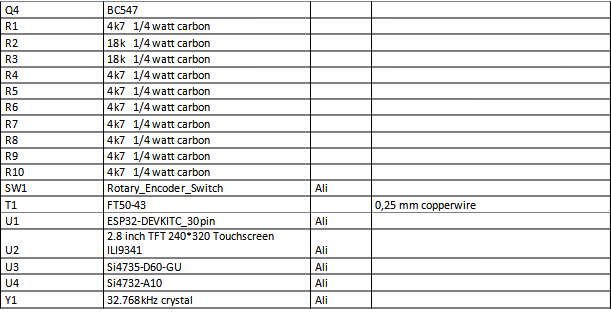 Q4 BC547
R1 4k7 1/4 watt carbon
R2 18k 1/4 watt carbon
R3 18k 1/4 watt carbon
R4 4k7 1/4 watt carbon
R5 4k7 1/4 watt carbon
R6 4k7 1/4 watt carbon
R7 4k7 1/4 watt carbon
R8 4k7 1/4 watt carbon
R9 4k7 1/4 watt carbon
R10 4k7 1/4 watt carbon
SW1 Rotary_Encoder_Switch Ali
T1 FT50-43 0,25 mm copperwire
U1 ESP32-DEVKITC_30pin Ali
2.8 inch TFT 240*320 Touchscreen
U2 ILI9341 Ali
U3 Si4735-D60-GU Ali
U4 Si4732-A10 Ali
Y1 32.768kHz crystal Ali